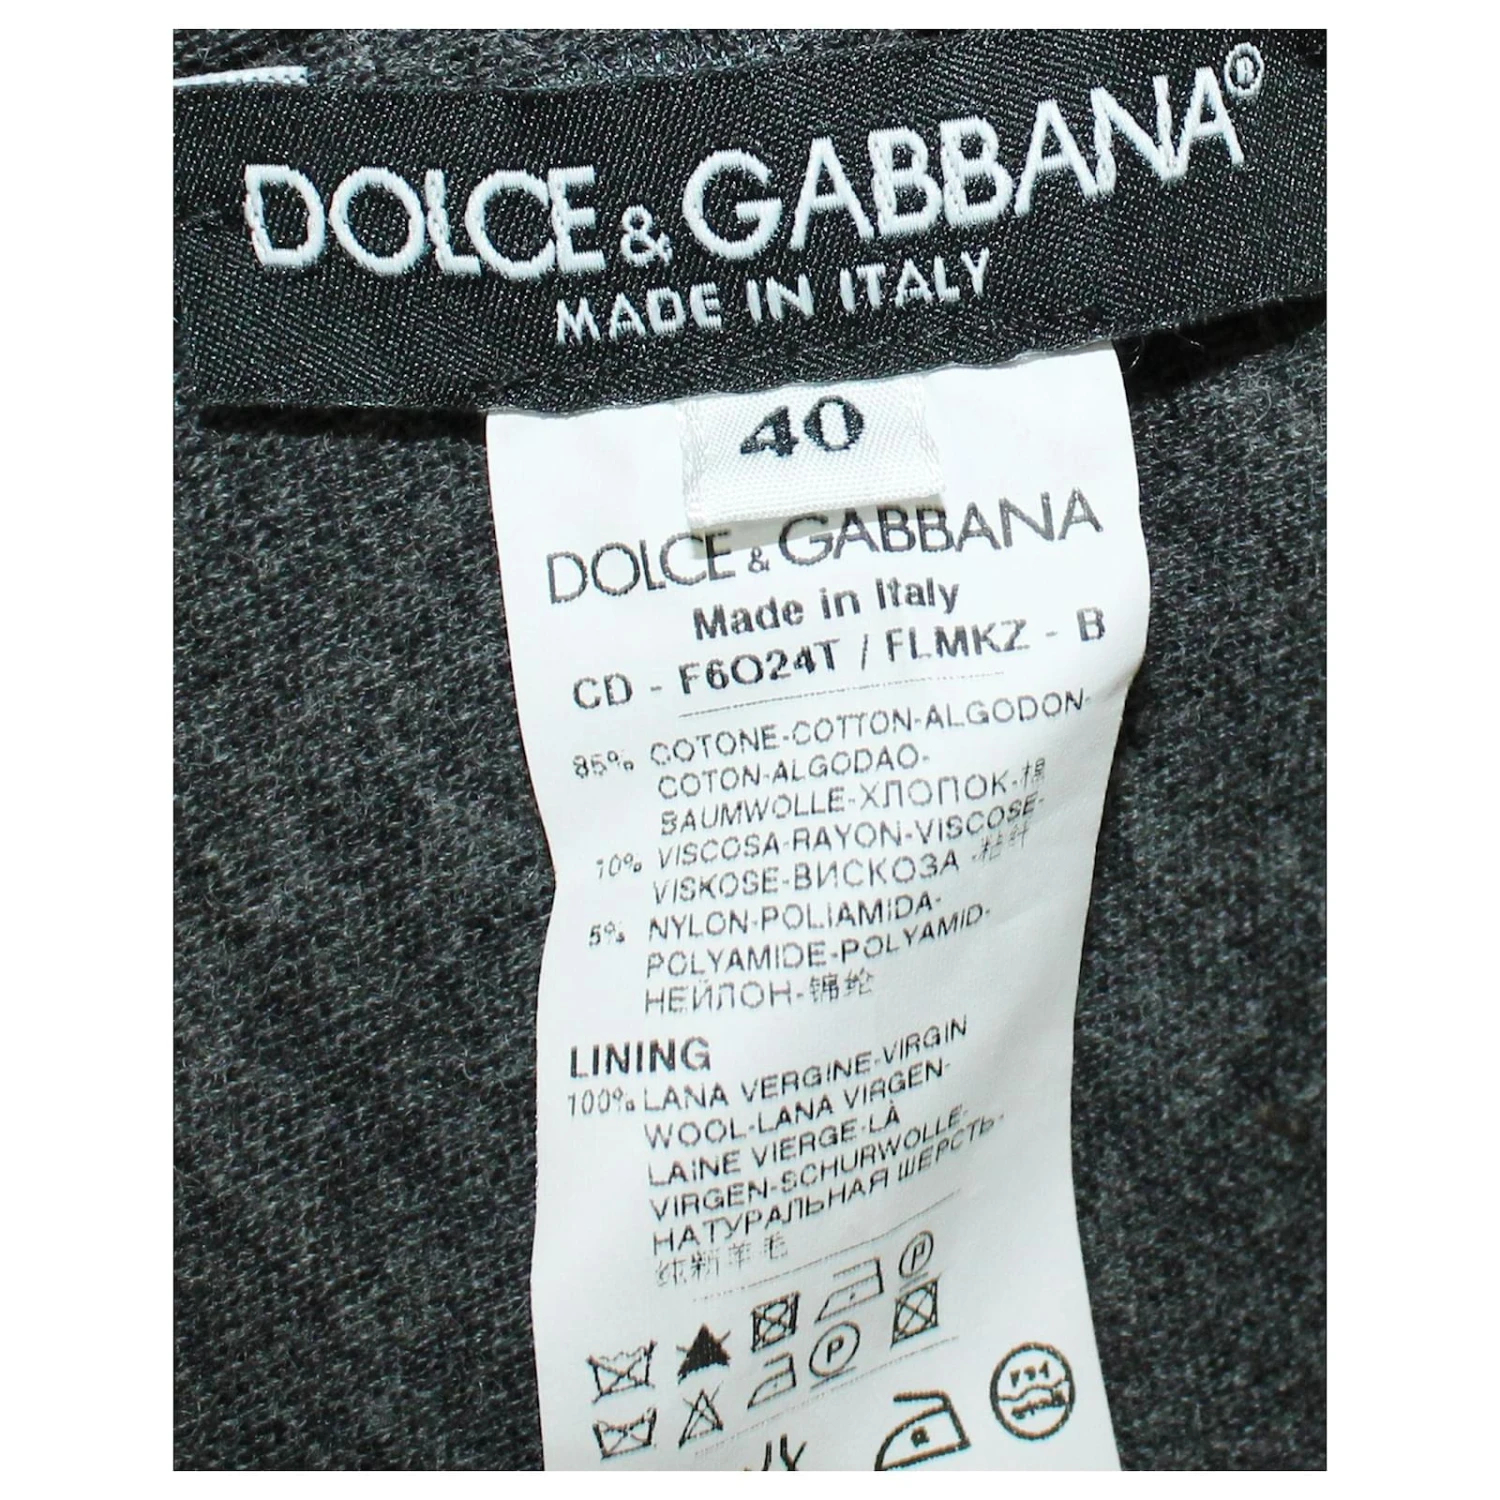 DOLCE & GABBANA®
MADE IN ITALY
40
DOLCE & GABBANA
Made in Italy
CD - F6O24T / FLMKZ - B
85% COTONE-COTTON-ALGODON-
COTON-ALGODAO-
BAUMWOLLE-ХЛОПОК-棉
10% VISCOSA-RAYON-VISCOSE-
VISKOSE-ВИСКОЗА -粘纤
5% NYLON-POLIAMIDA-
POLYAMIDE-POLYAMID-
НЕЙЛОН-锦纶
LINING
100% LANA VERGINE-VIRGIN
WOOL-LANA VIRGEN-
LAINE VIERGE-LÀ
VIRGEN-SCHURWOLLE-
НАТУРАЛЬНАЯ ШЕРСТЬ-
纯新羊毛
P
P